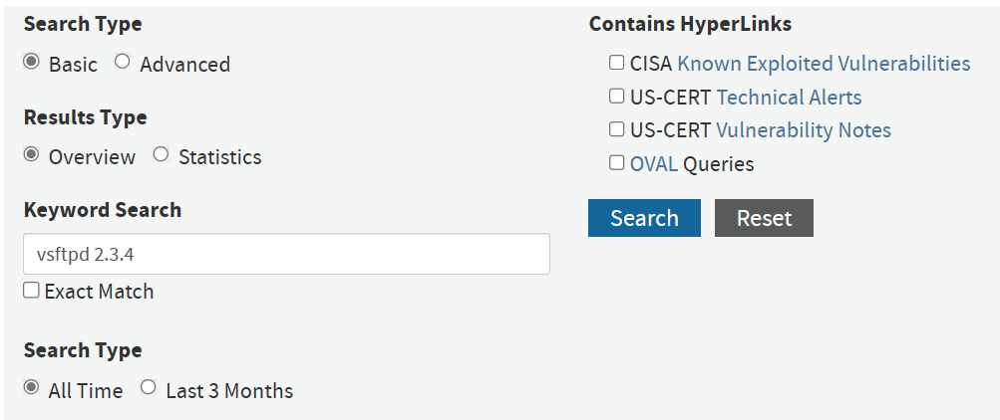 Search Type
Basic Advanced
Results Type
Overview Statistics
Keyword Search
vsftpd 2.3.4
Exact Match
Search Type
All Time Last 3 Months
Contains HyperLinks
CISA Known Exploited Vulnerabilities
US-CERT Technical Alerts
US-CERT Vulnerability Notes
OVAL Queries
Search Reset